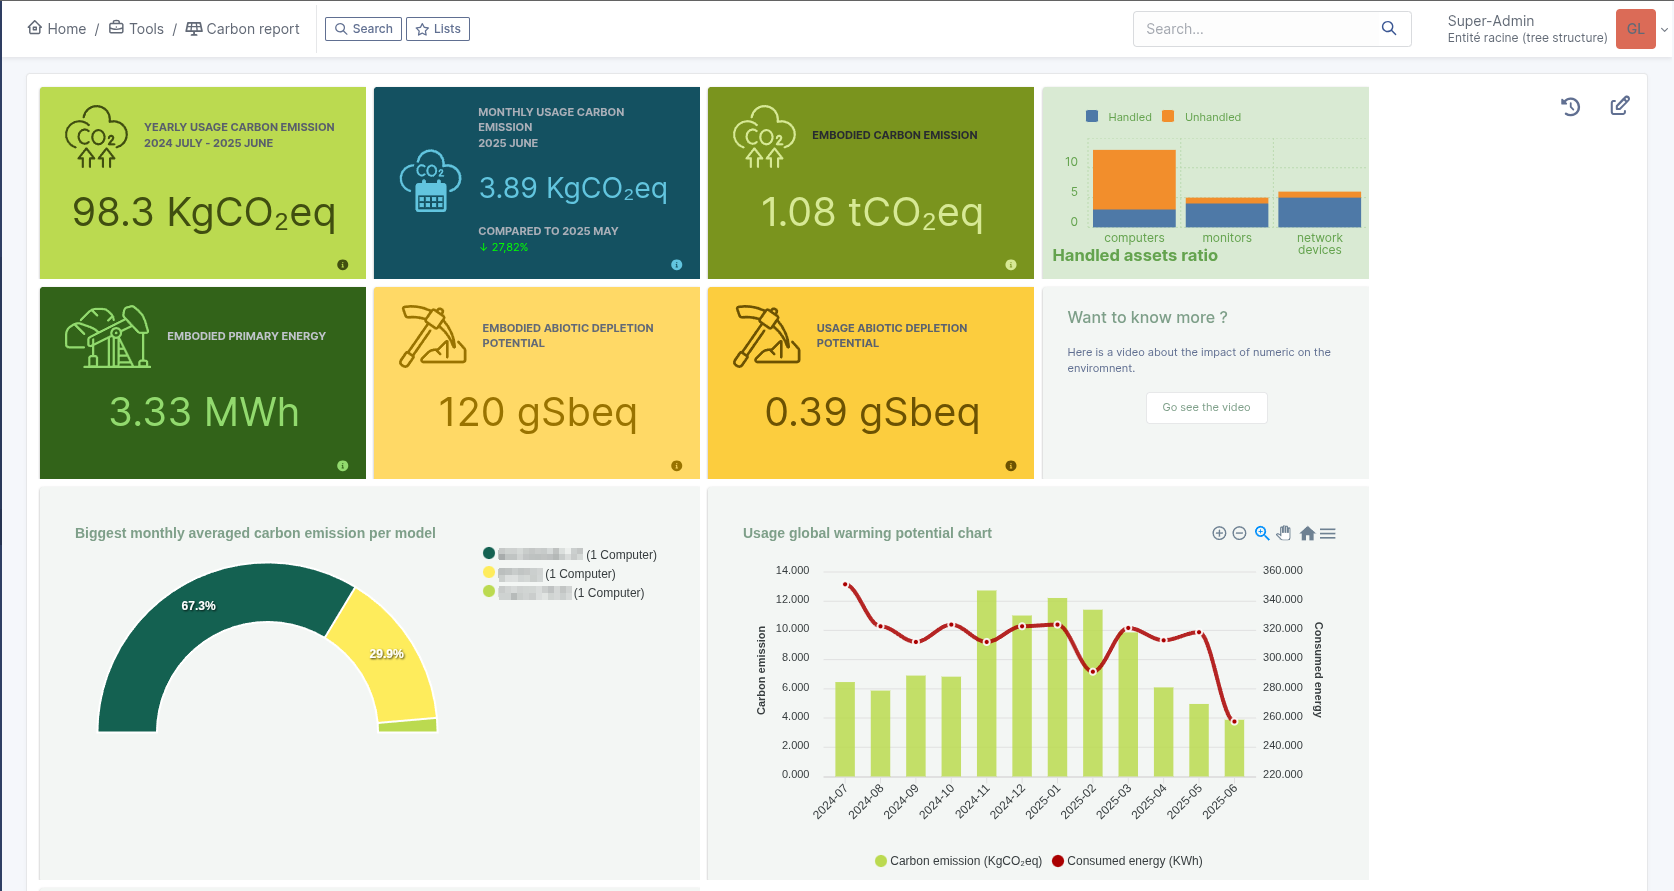 Home / Tools / Carbon report
Search
Lists
Search...
Super-Admin
Entité racine (tree structure)
GL
CO2
YEARLY USAGE CARBON EMISSION
2024 JULY - 2025 JUNE
98.3 KgCO₂eq
MONTHLY USAGE CARBON
EMISSION
2025 JUNE
CO2
3.89 KgCO₂eq
COMPARED TO 2025 MAY
↓ 27,82%
CO2
EMBODIED CARBON EMISSION
1.08 tCO₂eq
Handled
Unhandled
10
5
0
computers
monitors
network
devices
Handled assets ratio
EMBODIED PRIMARY ENERGY
3.33 MWh
EMBODIED ABIOTIC DEPLETION
POTENTIAL
120 gSbeq
USAGE ABIOTIC DEPLETION
POTENTIAL
0.39 gSbeq
Want to know more ?
Here is a video about the impact of numeric on the
enviromnent.
Go see the video
Biggest monthly averaged carbon emission per model
(1 Computer)
(1 Computer)
(1 Computer)
67.3%
29.9%
Usage global warming potential chart
14.000
12.000
10.000
8.000
6.000
4.000
2.000
0.000
Carbon emission
360.000
340.000
320.000
300.000
280.000
260.000
240.000
220.000
Consumed energy
2024-07
2024-08
2024-09
2024-10
2024-11
2024-12
2025-01
2025-02
2025-03
2025-04
2025-05
2025-06
Carbon emission (KgCO₂eq)
Consumed energy (KWh)